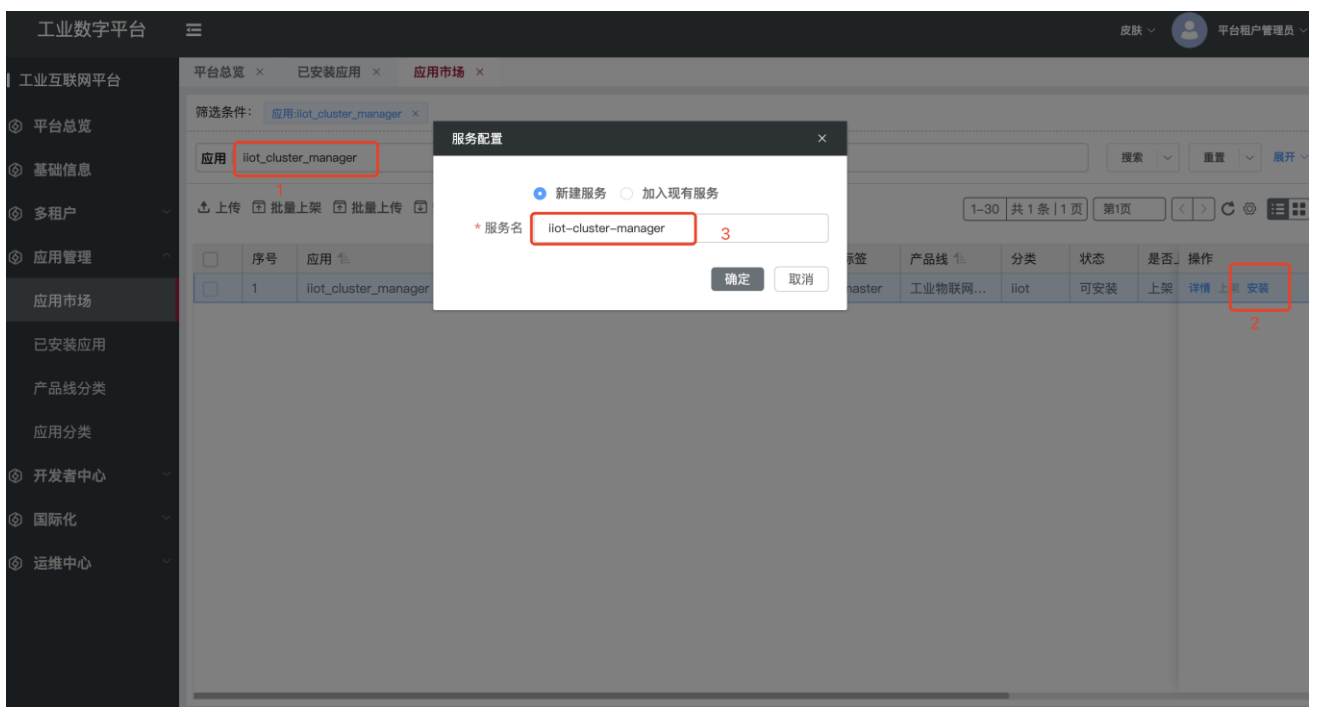 工业数字平台
皮肤
平台租户管理员
工业互联网平台
平台总览
基础信息
多租户
应用管理
应用市场
已安装应用
产品线分类
应用分类
开发者中心
国际化
运维中心
平台总览 × 已安装应用 × 应用市场 ×
筛选条件: 应用:iiot_cluster_manager ×
应用 iiot_cluster_manager 搜索 重置 展开
1
上传 批量上架 批量上传 1-30 共 1 条 1 页 第1页
序号 应用 产品线 分类 状态 是否上 操作
1 iiot_cluster_manager master 工业物联网... iiot 可安装 上架 详情 上架 安装
2
服务配置 ×
新建服务 加入现有服务
* 服务名 iiot-cluster-manager 3
确定 取消